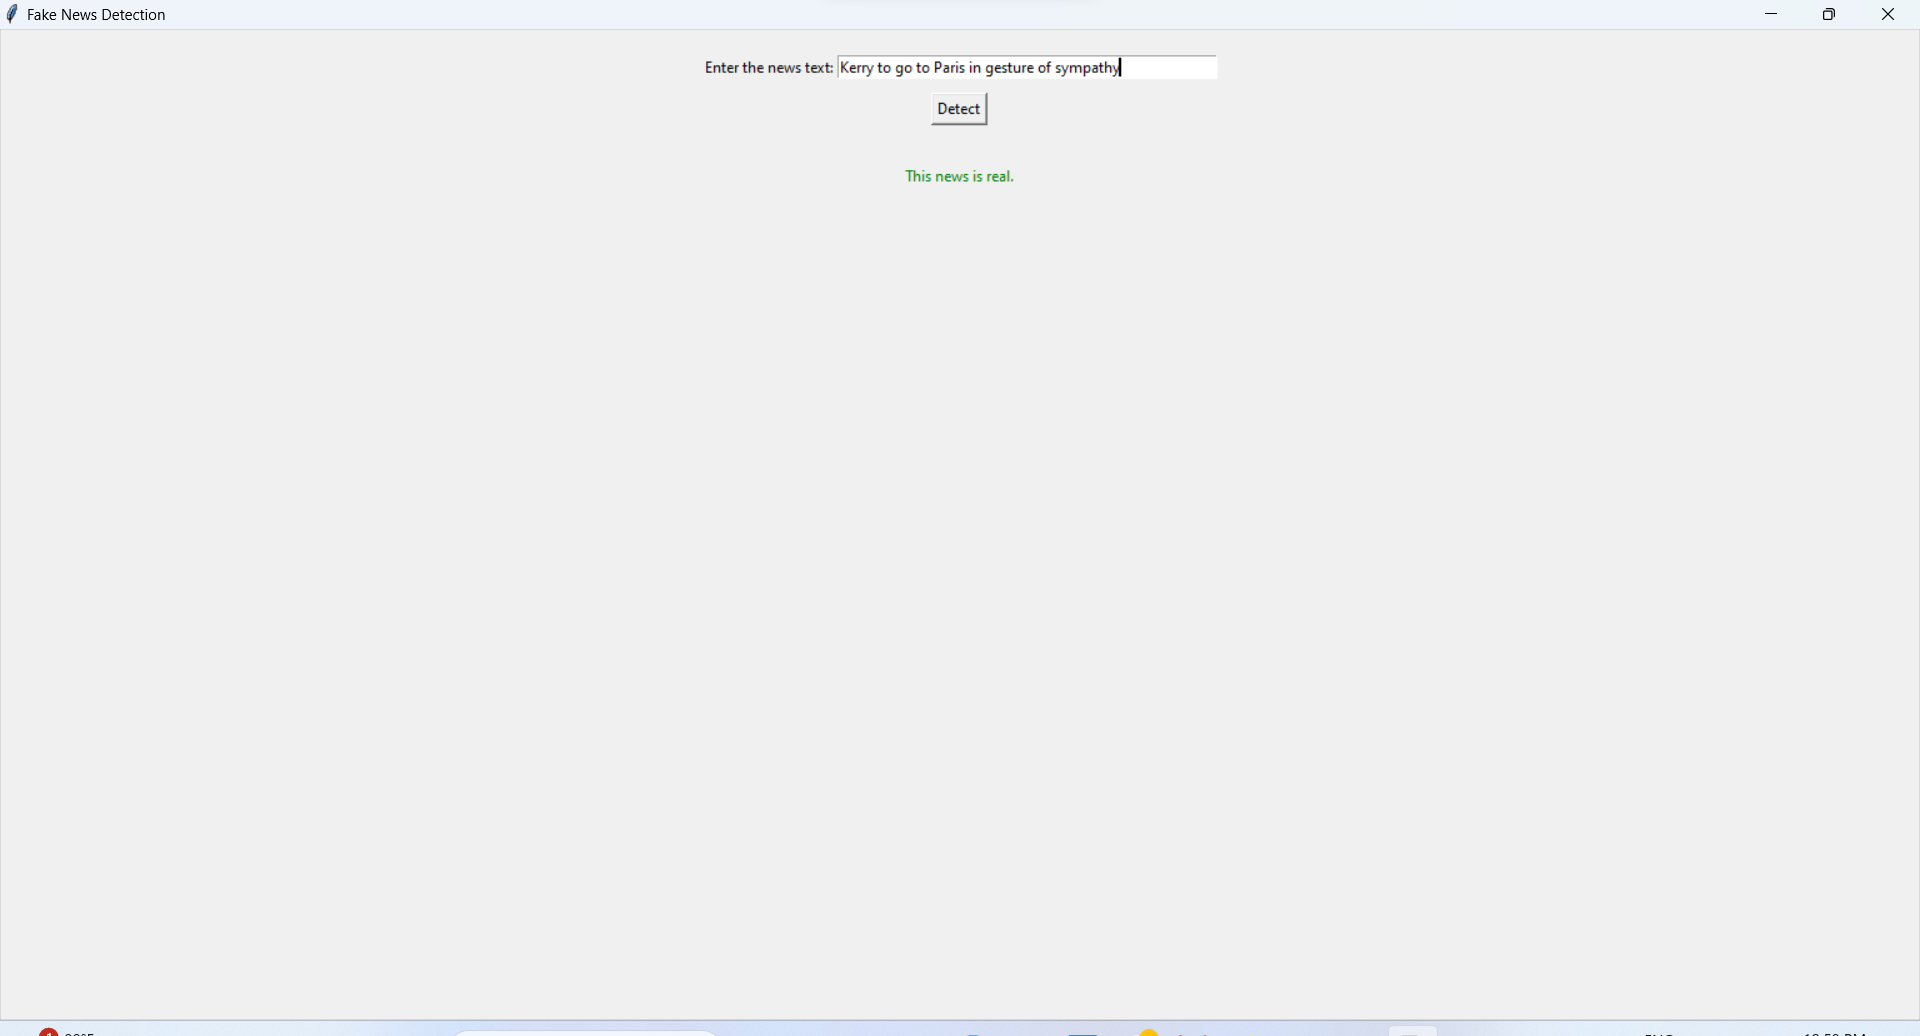 Fake News Detection
Enter the news text: Kerry to go to Paris in gesture of sympathy
Detect
This news is real.